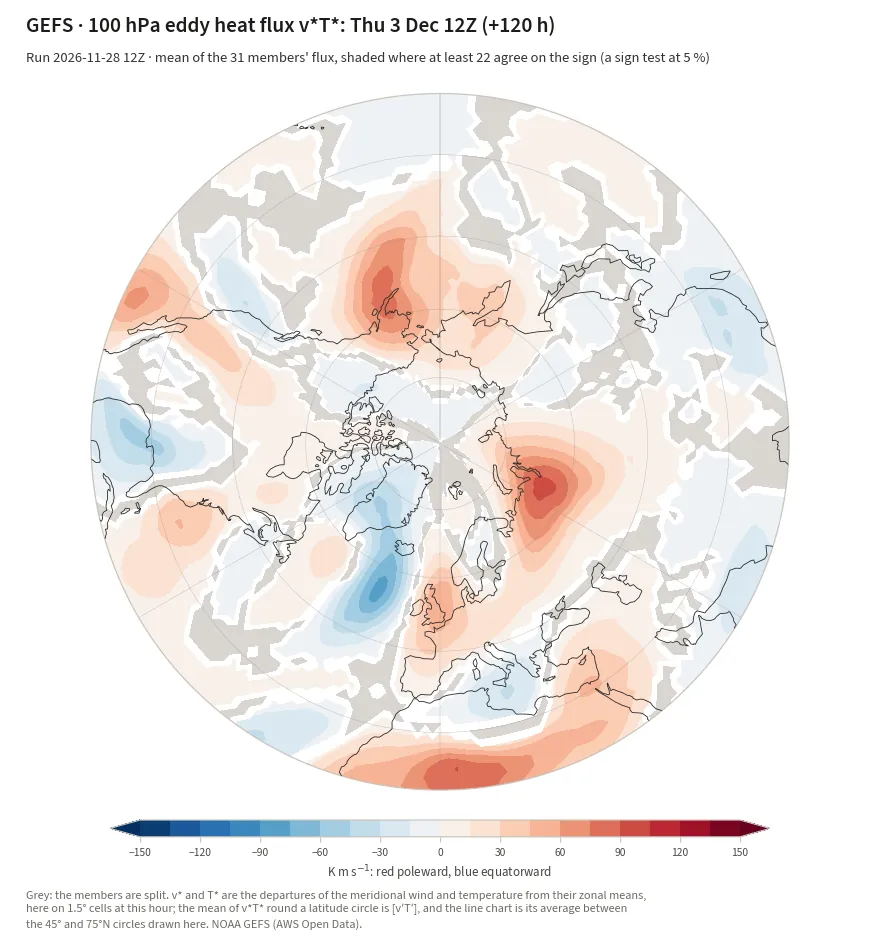 GEFS · 100 hPa eddy heat flux v*T*: Thu 3 Dec 12Z (+120 h)
Run 2026-11-28 12Z · mean of the 31 members' flux, shaded where at least 22 agree on the sign (a sign test at 5 %)
−150 −120 −90 −60 −30 0 30 60 90 120 150
K m s⁻¹: red poleward, blue equatorward
Grey: the members are split. v* and T* are the departures of the meridional wind and temperature from their zonal means,
here on 1.5° cells at this hour; the mean of v*T* round a latitude circle is [v′T′], and the line chart is its average between
the 45° and 75°N circles drawn here. NOAA GEFS (AWS Open Data).